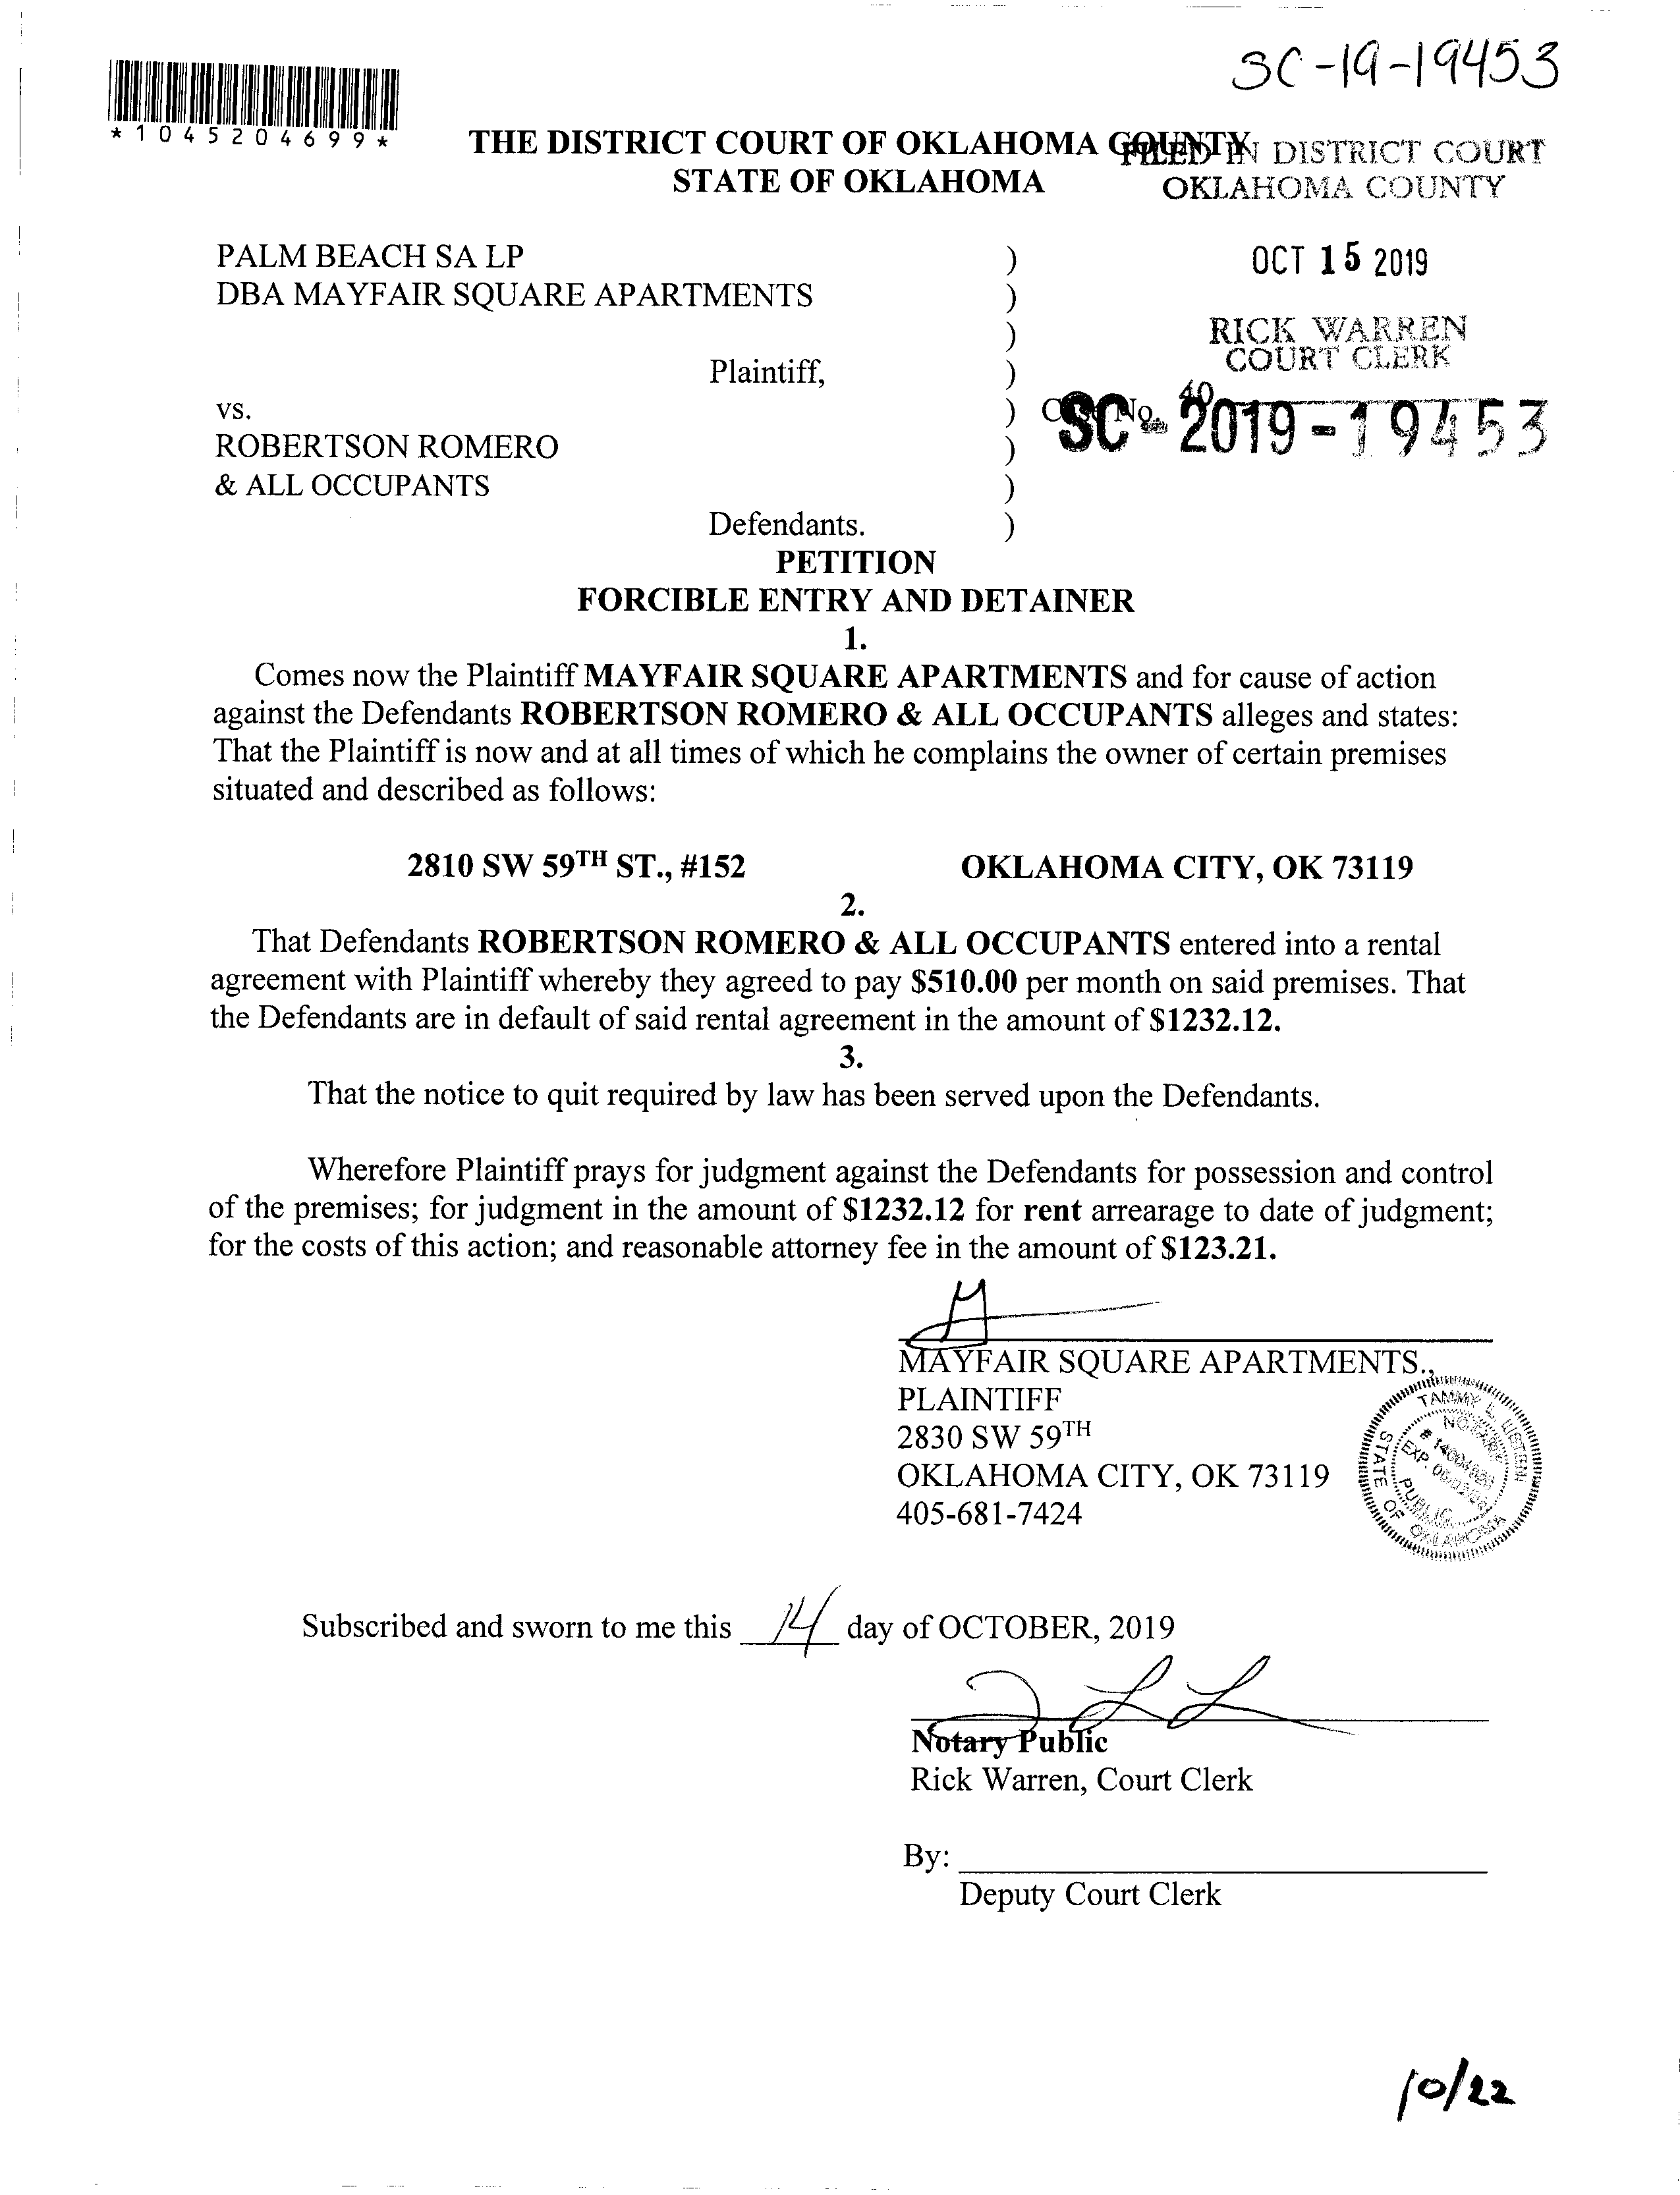 SC-19-19453
*1045204699*
THE DISTRICT COURT OF OKLAHOMA COUNTY
FILED IN DISTRICT COURT
STATE OF OKLAHOMA
OKLAHOMA COUNTY
PALM BEACH SA LP )
OCT 15 2019
DBA MAYFAIR SQUARE APARTMENTS )
)
RICK WARREN
COURT CLERK
Plaintiff, )
40
vs. ) Case No.
SC - 2019 - 19453
ROBERTSON ROMERO )
& ALL OCCUPANTS )
Defendants. )
PETITION
FORCIBLE ENTRY AND DETAINER
1.
Comes now the Plaintiff MAYFAIR SQUARE APARTMENTS and for cause of action
against the Defendants ROBERTSON ROMERO & ALL OCCUPANTS alleges and states:
That the Plaintiff is now and at all times of which he complains the owner of certain premises
situated and described as follows:
2810 SW 59TH ST., #152 OKLAHOMA CITY, OK 73119
2.
That Defendants ROBERTSON ROMERO & ALL OCCUPANTS entered into a rental
agreement with Plaintiff whereby they agreed to pay $510.00 per month on said premises. That
the Defendants are in default of said rental agreement in the amount of $1232.12.
3.
That the notice to quit required by law has been served upon the Defendants.
Wherefore Plaintiff prays for judgment against the Defendants for possession and control
of the premises; for judgment in the amount of $1232.12 for rent arrearage to date of judgment;
for the costs of this action; and reasonable attorney fee in the amount of $123.21.
MAYFAIR SQUARE APARTMENTS.,
PLAINTIFF
2830 SW 59TH
OKLAHOMA CITY, OK 73119
405-681-7424
TAMMY L.
NOTARY
EXP.
PUBLIC
STATE OF OKLAHOMA
Subscribed and sworn to me this 14 day of OCTOBER, 2019
Notary Public
Rick Warren, Court Clerk
By:
Deputy Court Clerk
10/22